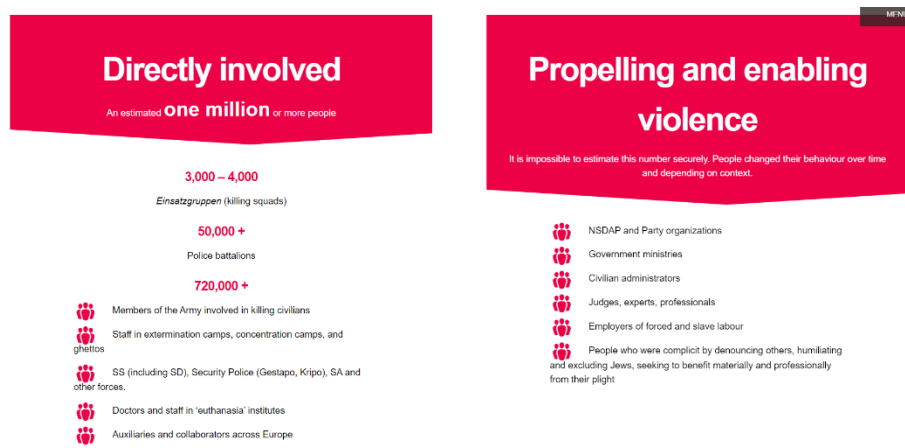 MENU
Directly involved
An estimated one million or more people
3,000 – 4,000
Einsatzgruppen (killing squads)
50,000 +
Police battalions
720,000 +
Members of the Army involved in killing civilians
Staff in extermination camps, concentration camps, and
ghettos
SS (including SD), Security Police (Gestapo, Kripo), SA and
other forces.
Doctors and staff in ‘euthanasia’ institutes
Auxiliaries and collaborators across Europe
Propelling and enabling
violence
It is impossible to estimate this number securely. People changed their behaviour over time
and depending on context.
NSDAP and Party organizations
Government ministries
Civilian administrators
Judges, experts, professionals
Employers of forced and slave labour
People who were complicit by denouncing others, humiliating
and excluding Jews, seeking to benefit materially and professionally
from their plight